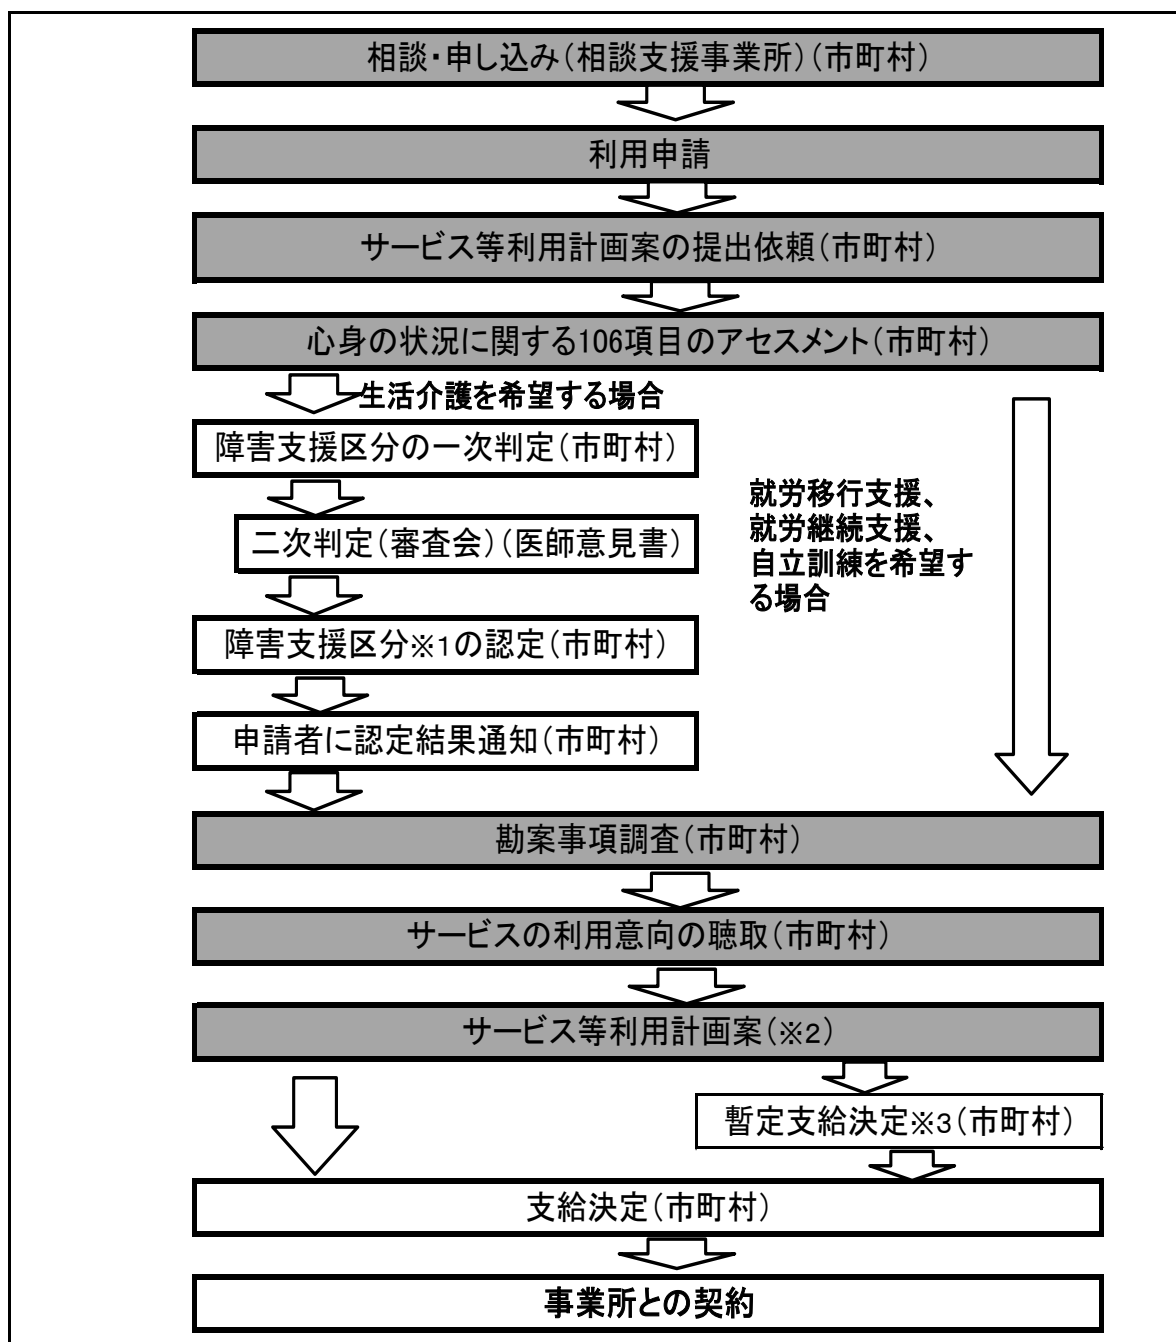 相談・申し込み（相談支援事業所）（市町村）
利用申請
サービス等利用計画案の提出依頼（市町村）
心身の状況に関する106項目のアセスメント（市町村）
生活介護を希望する場合
障害支援区分の一次判定（市町村）
二次判定（審査会）（医師意見書）
障害支援区分※1の認定（市町村）
申請者に認定結果通知（市町村）
就労移行支援、
就労継続支援、
自立訓練を希望す
る場合
勘案事項調査（市町村）
サービスの利用意向の聴取（市町村）
サービス等利用計画案（※2）
暫定支給決定※3（市町村）
支給決定（市町村）
事業所との契約